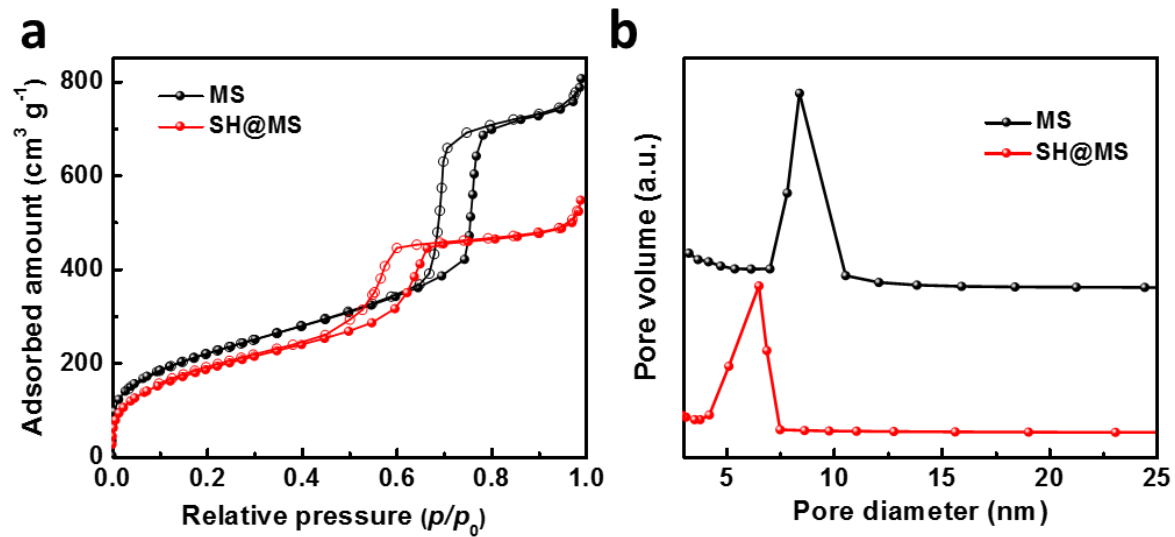 a
MS
SH@MS
Adsorbed amount (cm³ g⁻¹)
800
600
400
200
0
0.0 0.2 0.4 0.6 0.8 1.0
Relative pressure (p/p₀)
b
MS
SH@MS
Pore volume (a.u.)
5 10 15 20 25
Pore diameter (nm)